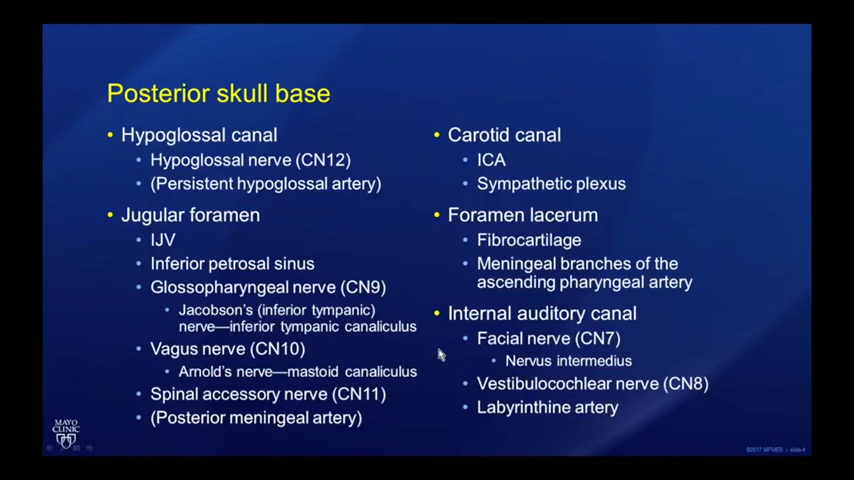 Posterior skull base
• Hypoglossal canal
• Hypoglossal nerve (CN12)
• (Persistent hypoglossal artery)
• Jugular foramen
• IJV
• Inferior petrosal sinus
• Glossopharyngeal nerve (CN9)
• Jacobson's (inferior tympanic)
nerve—inferior tympanic canaliculus
• Vagus nerve (CN10)
• Arnold's nerve—mastoid canaliculus
• Spinal accessory nerve (CN11)
• (Posterior meningeal artery)
• Carotid canal
• ICA
• Sympathetic plexus
• Foramen lacerum
• Fibrocartilage
• Meningeal branches of the
ascending pharyngeal artery
• Internal auditory canal
• Facial nerve (CN7)
• Nervus intermedius
• Vestibulocochlear nerve (CN8)
• Labyrinthine artery
MAYO
CLINIC
©2017 MFMER | slide-4